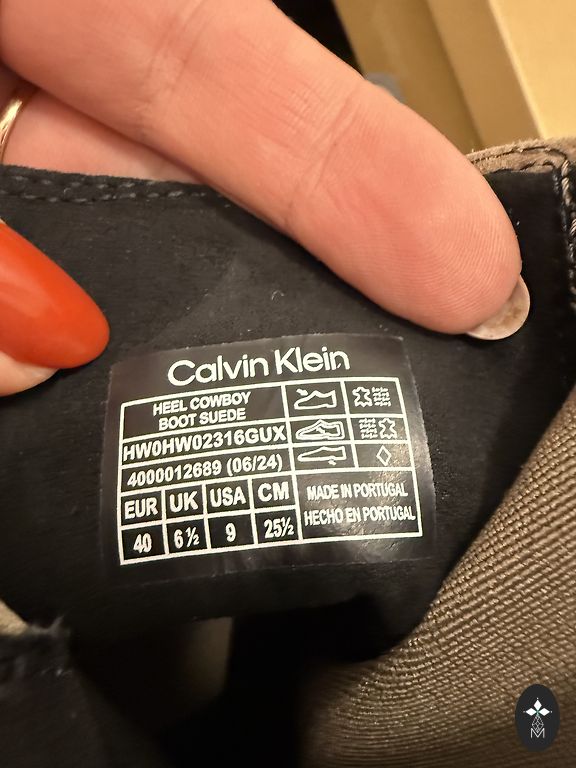 Calvin Klein
HEEL COWBOY
BOOT SUEDE
HW0HW02316GUX
4000012689 (06/24)
EUR UK USA CM
40 6½ 9 25½
MADE IN PORTUGAL
HECHO EN PORTUGAL
M